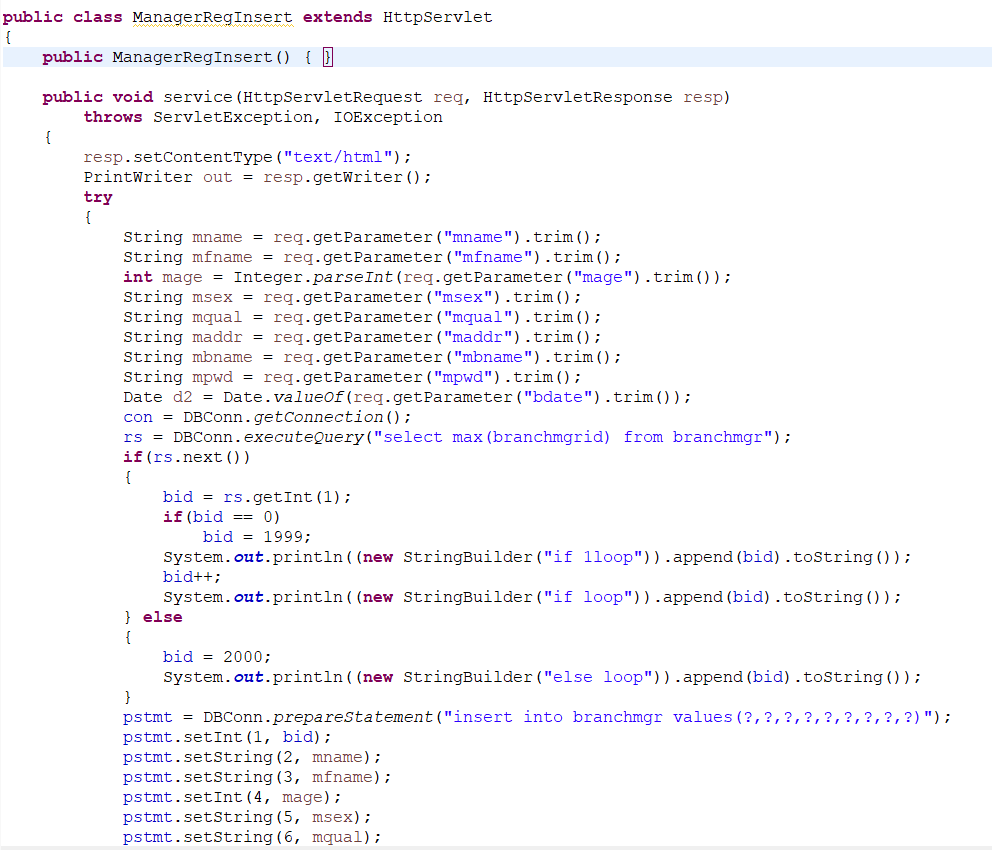 public class ManagerRegInsert extends HttpServlet
{
    public ManagerRegInsert() { }
    public void service(HttpServletRequest req, HttpServletResponse resp)
        throws ServletException, IOException
    {
        resp.setContentType("text/html");
        PrintWriter out = resp.getWriter();
        try
        {
            String mname = req.getParameter("mname").trim();
            String mfname = req.getParameter("mfname").trim();
            int mage = Integer.parseInt(req.getParameter("mage").trim());
            String msex = req.getParameter("msex").trim();
            String mqual = req.getParameter("mqual").trim();
            String maddr = req.getParameter("maddr").trim();
            String mbname = req.getParameter("mbname").trim();
            String mpwd = req.getParameter("mpwd").trim();
            Date d2 = Date.valueOf(req.getParameter("bdate").trim());
            con = DBConn.getConnection();
            rs = DBConn.executeQuery("select max(branchmgrid) from branchmgr");
            if(rs.next())
            {
                bid = rs.getInt(1);
                if(bid == 0)
                    bid = 1999;
                System.out.println((new StringBuilder("if 1loop")).append(bid).toString());
                bid++;
                System.out.println((new StringBuilder("if loop")).append(bid).toString());
            } else
            {
                bid = 2000;
                System.out.println((new StringBuilder("else loop")).append(bid).toString());
            }
            pstmt = DBConn.prepareStatement("insert into branchmgr values(?,?,?,?,?,?,?,?,?)");
            pstmt.setInt(1, bid);
            pstmt.setString(2, mname);
            pstmt.setString(3, mfname);
            pstmt.setInt(4, mage);
            pstmt.setString(5, msex);
            pstmt.setString(6, mqual);